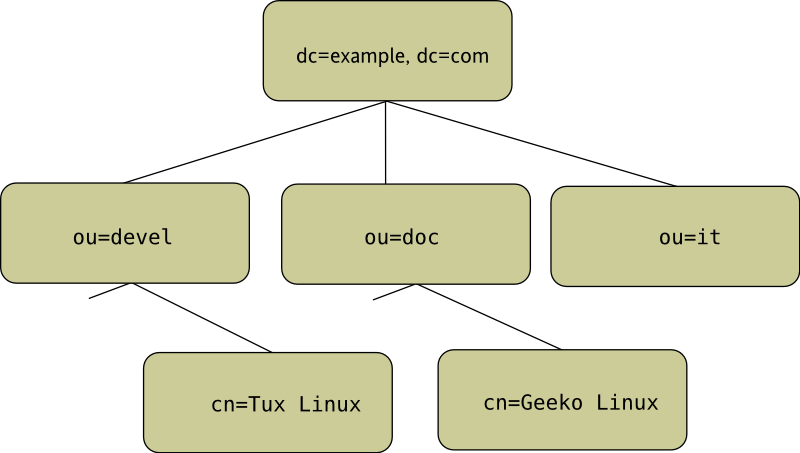 dc=example, dc=com
ou=devel
ou=doc
ou=it
cn=Tux Linux
cn=Geeko Linux